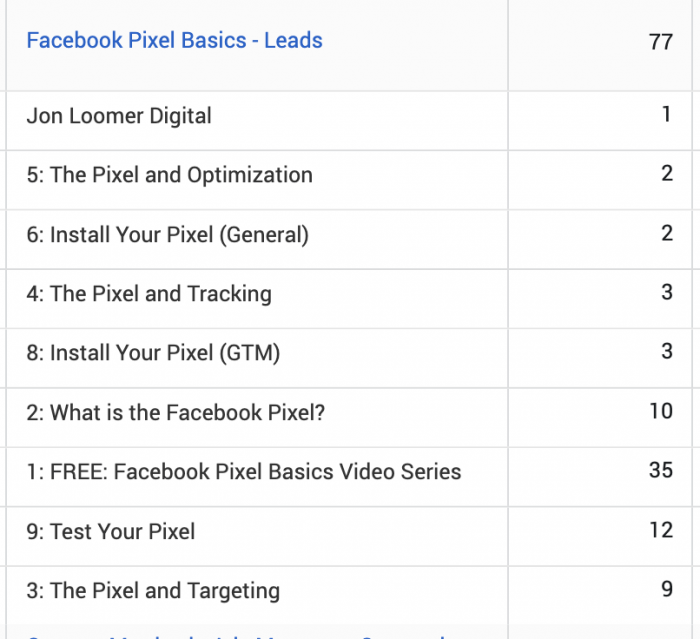 Facebook Pixel Basics - Leads 77
Jon Loomer Digital 1
5: The Pixel and Optimization 2
6: Install Your Pixel (General) 2
4: The Pixel and Tracking 3
8: Install Your Pixel (GTM) 3
2: What is the Facebook Pixel? 10
1: FREE: Facebook Pixel Basics Video Series 35
9: Test Your Pixel 12
3: The Pixel and Targeting 9